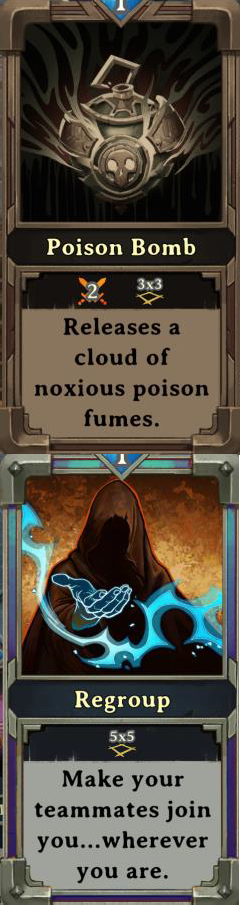 1
Poison Bomb
2
3x3
Releases a
cloud of
noxious poison
fumes.
1
Regroup
5x5
Make your
teammates join
you...wherever
you are.